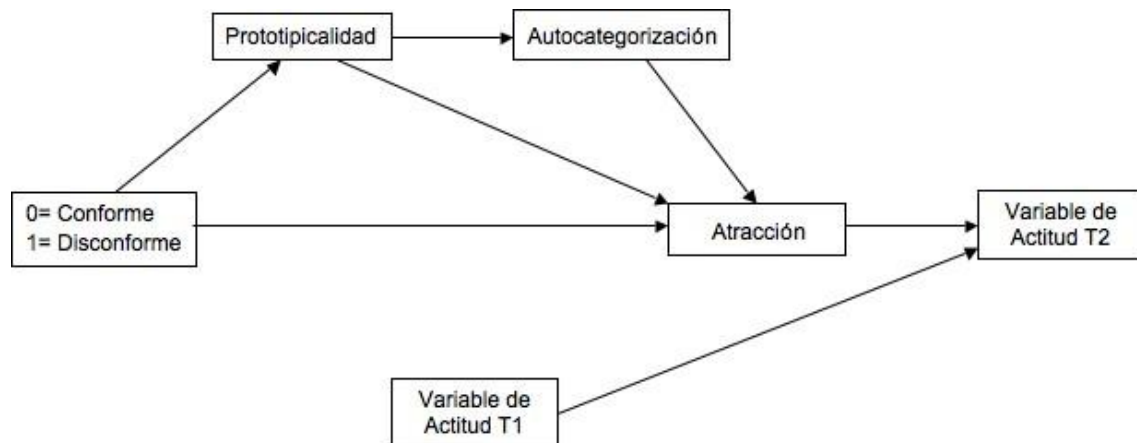 Prototipicalidad
Autocategorización
0= Conforme
1= Disconforme
Atracción
Variable de
Actitud T2
Variable de
Actitud T1